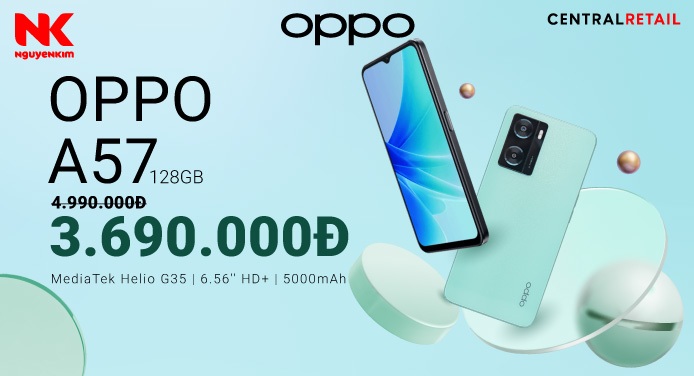 NK
NGUYENKIM
oppo
CENTRALRETAIL
OPPO
A57 128GB
4.990.000Đ
3.690.000Đ
MediaTek Helio G35 | 6.56'' HD+ | 5000mAh
oppo